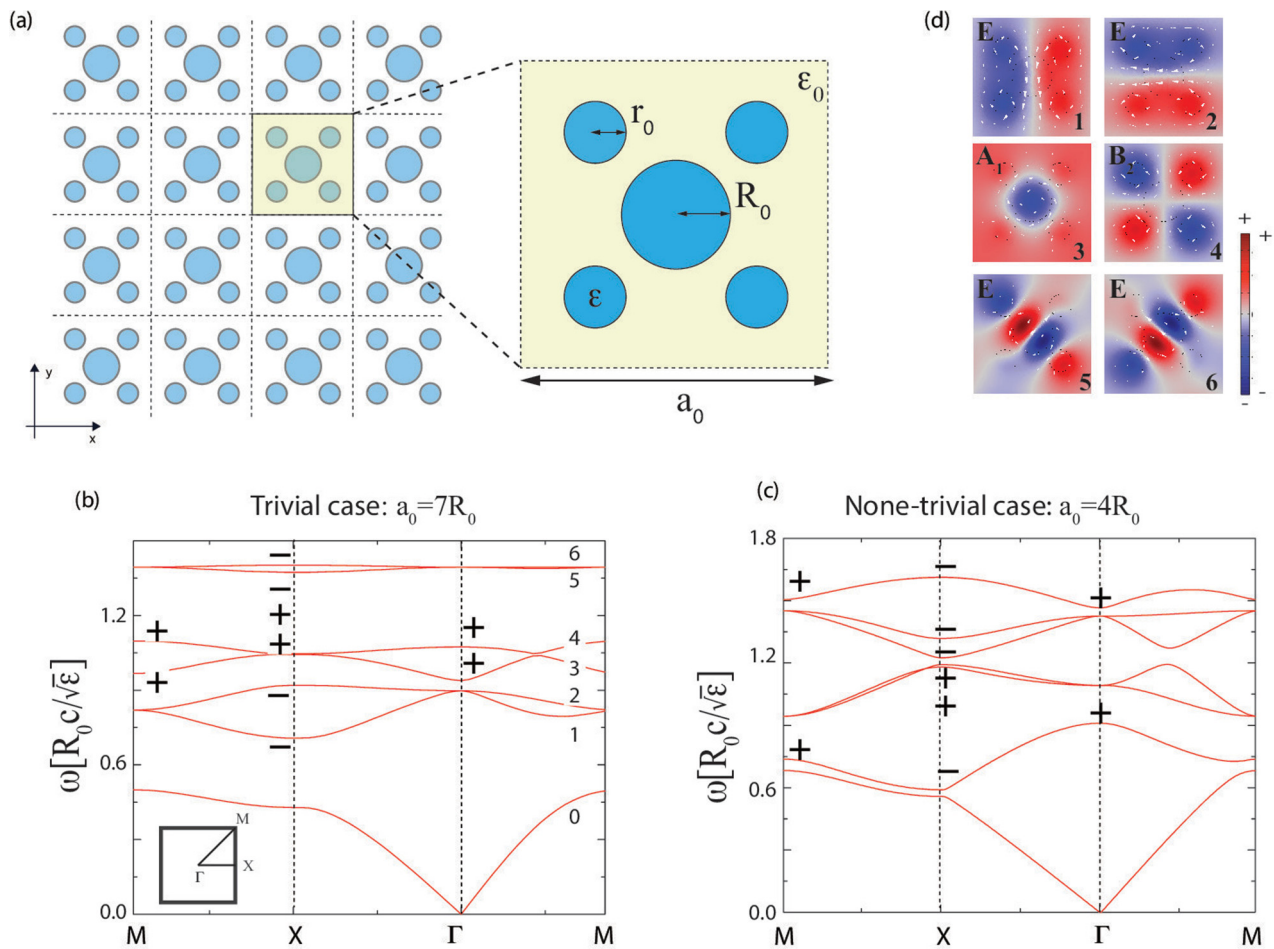 (a)
ε₀
r₀
R₀
ε
a₀
y
x
(d)
E
1
E
2
A₁
3
B₂
4
E
5
E
6
+
+
-
-
(b)
Trivial case: a₀=7R₀
ω[R₀c/√ε]
1.2
0.6
0.0
6
5
4
3
2
1
0
+
+
−
−
+
+
−
−
+
+
M
X
Γ
M
X
Γ
M
(c)
None-trivial case: a₀=4R₀
ω[R₀c/√ε]
1.8
1.2
0.6
0.0
+
+
−
−
−
+
+
−
+
+
M
X
Γ
M